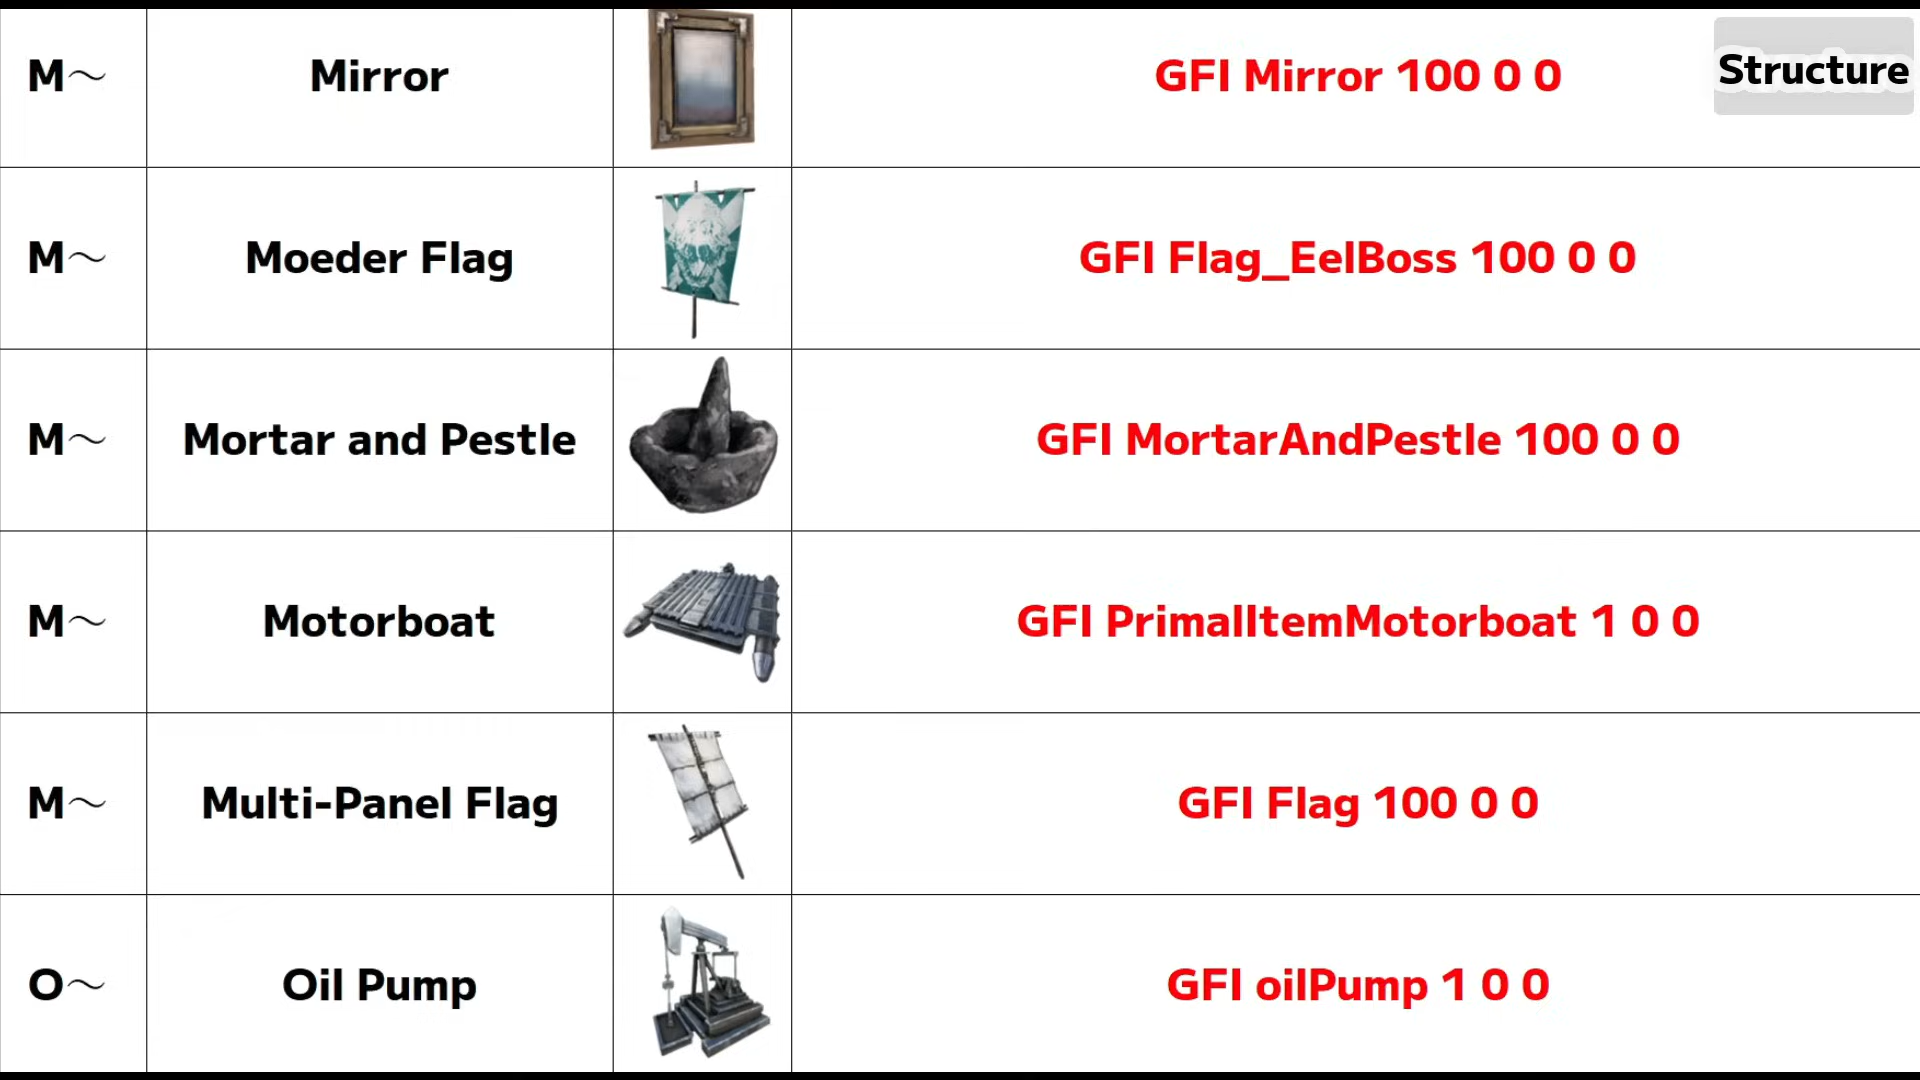 M～ Mirror GFI Mirror 100 0 0 Structure
M～ Moeder Flag GFI Flag_EelBoss 100 0 0
M～ Mortar and Pestle GFI MortarAndPestle 100 0 0
M～ Motorboat GFI PrimalItemMotorboat 1 0 0
M～ Multi-Panel Flag GFI Flag 100 0 0
O～ Oil Pump GFI oilPump 1 0 0